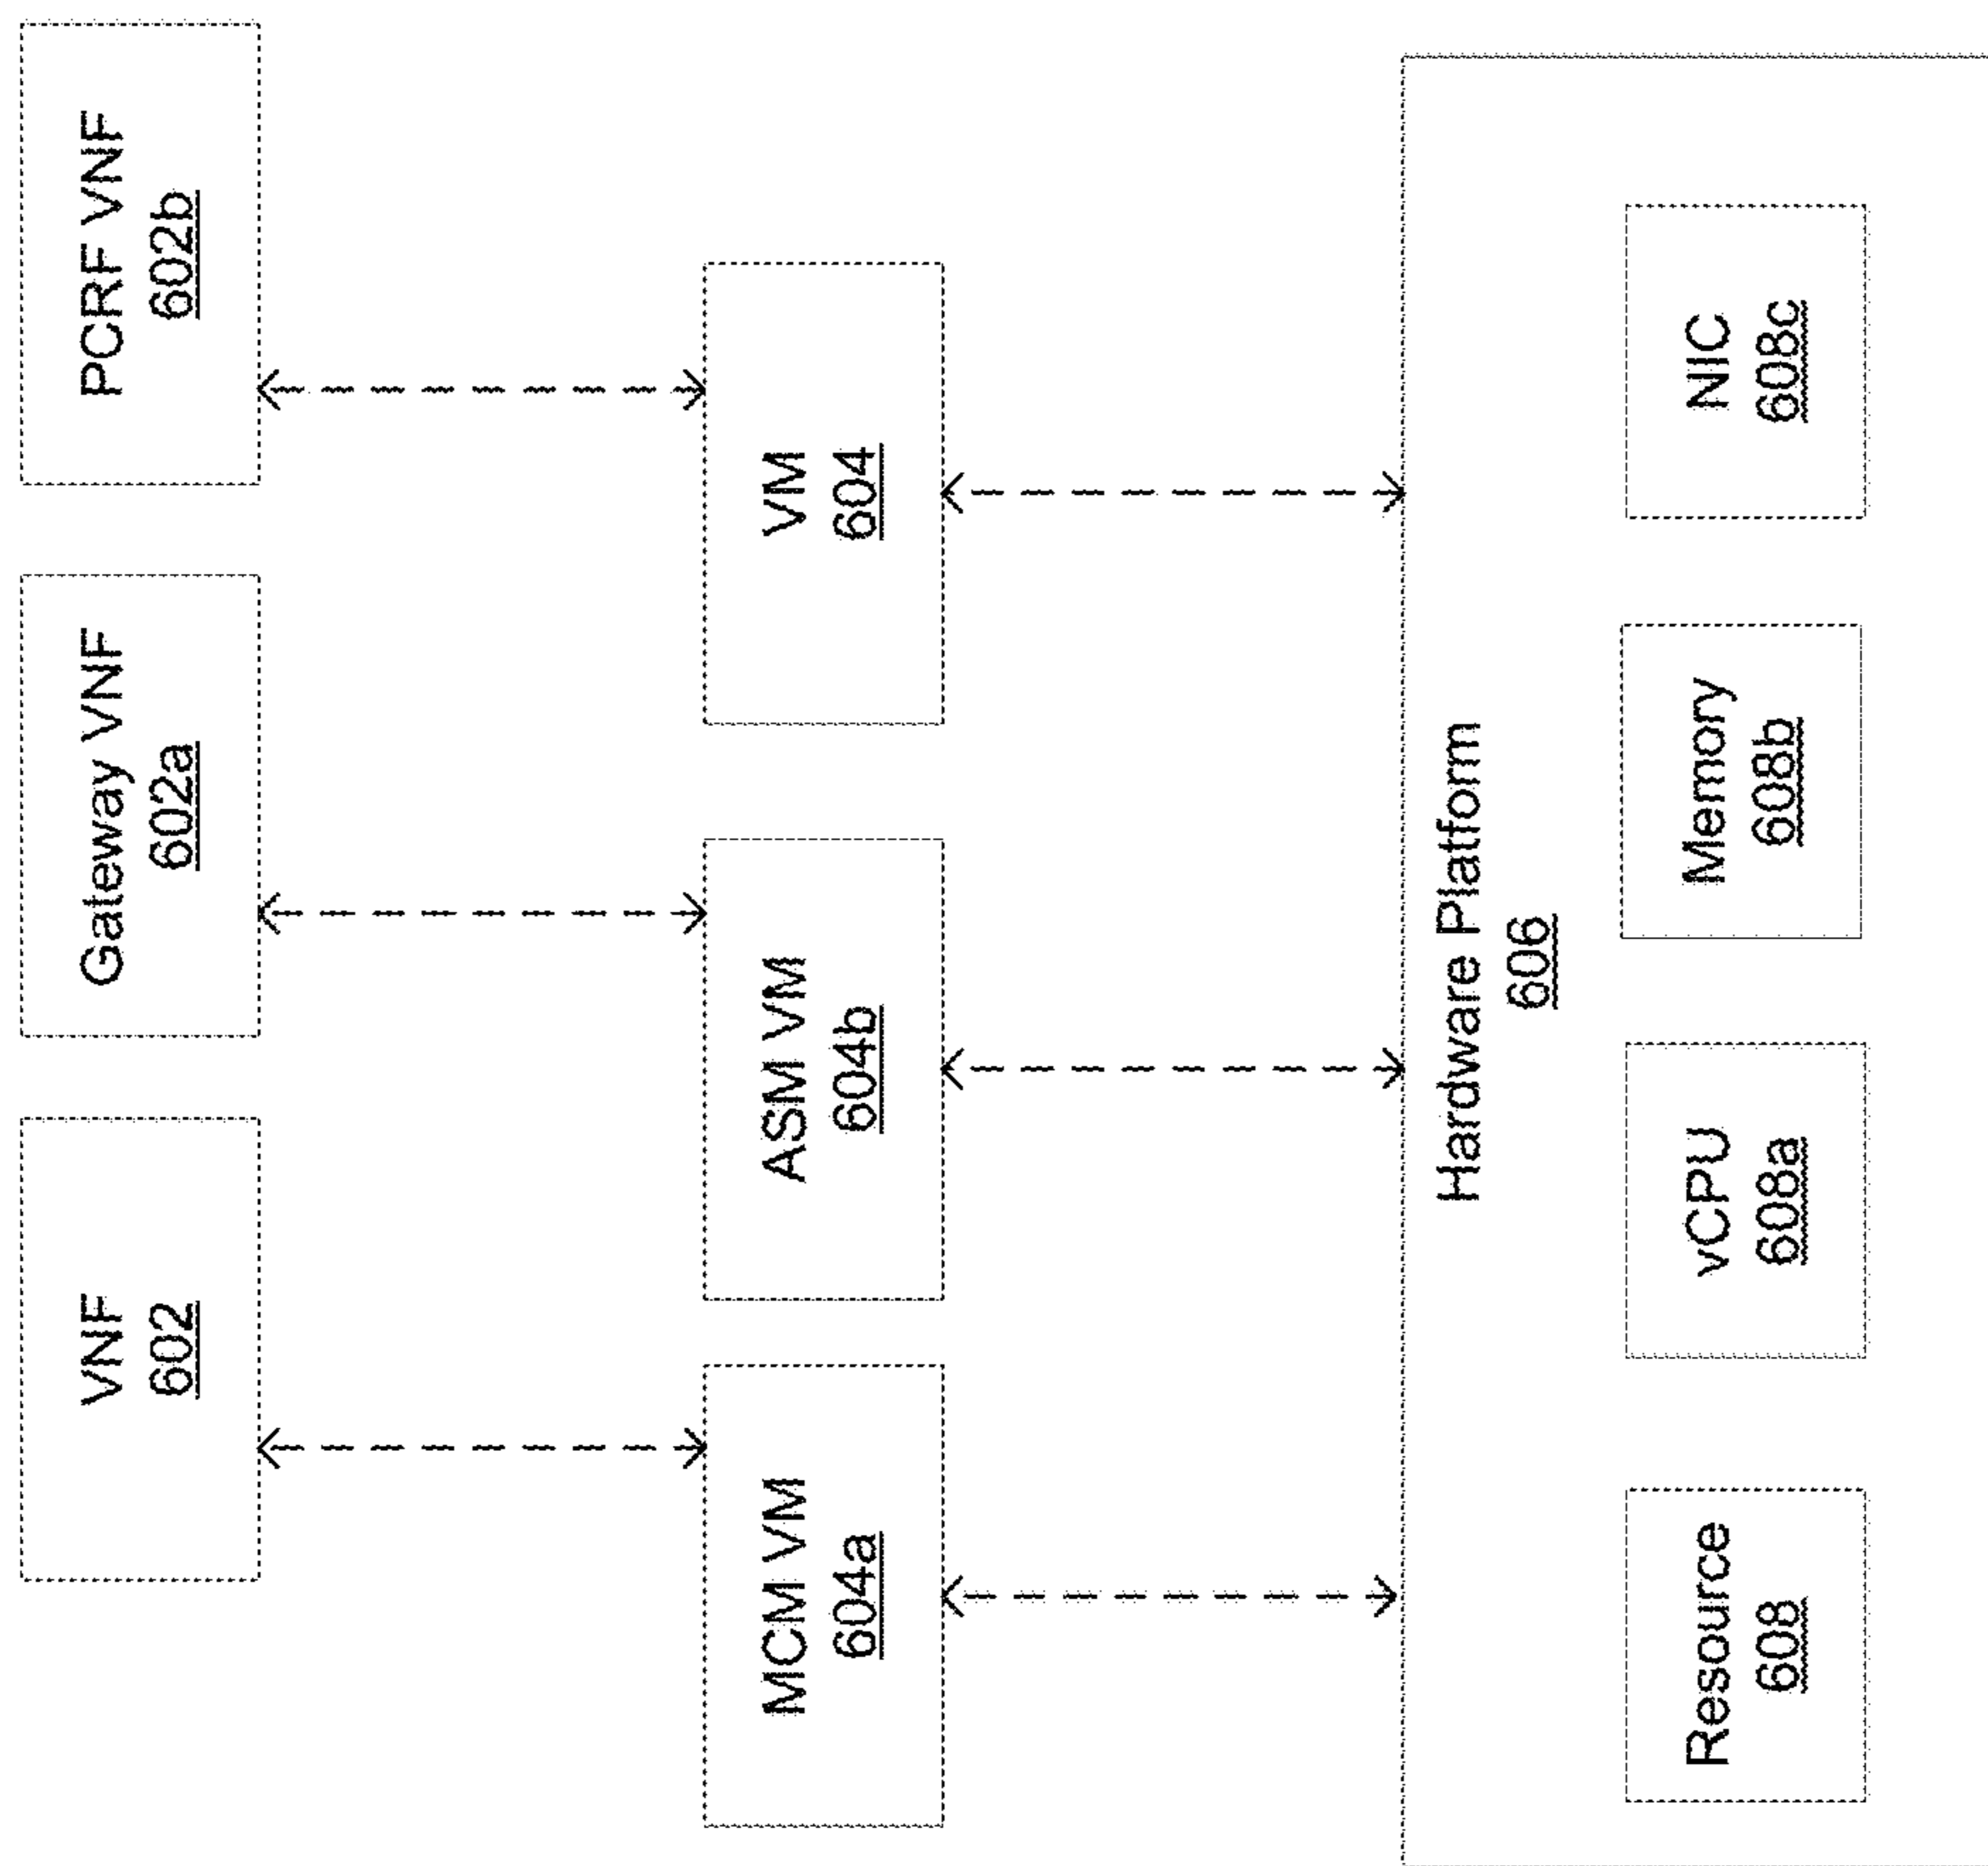 VNF
602
Gateway VNF
602a
PCRF VNF
602b
MCM VM
604a
ASM VM
604b
VM
604
Hardware Platform
606
Resource
608
vCPU
608a
Memory
608b
NIC
608c